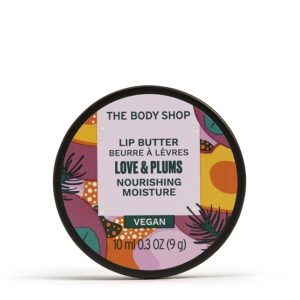 THE BODY SHOP
LIP BUTTER
BEURRE À LÈVRES
LOVE & PLUMS
NOURISHING
MOISTURE
VEGAN
10 ml 0.3 OZ (9 g)